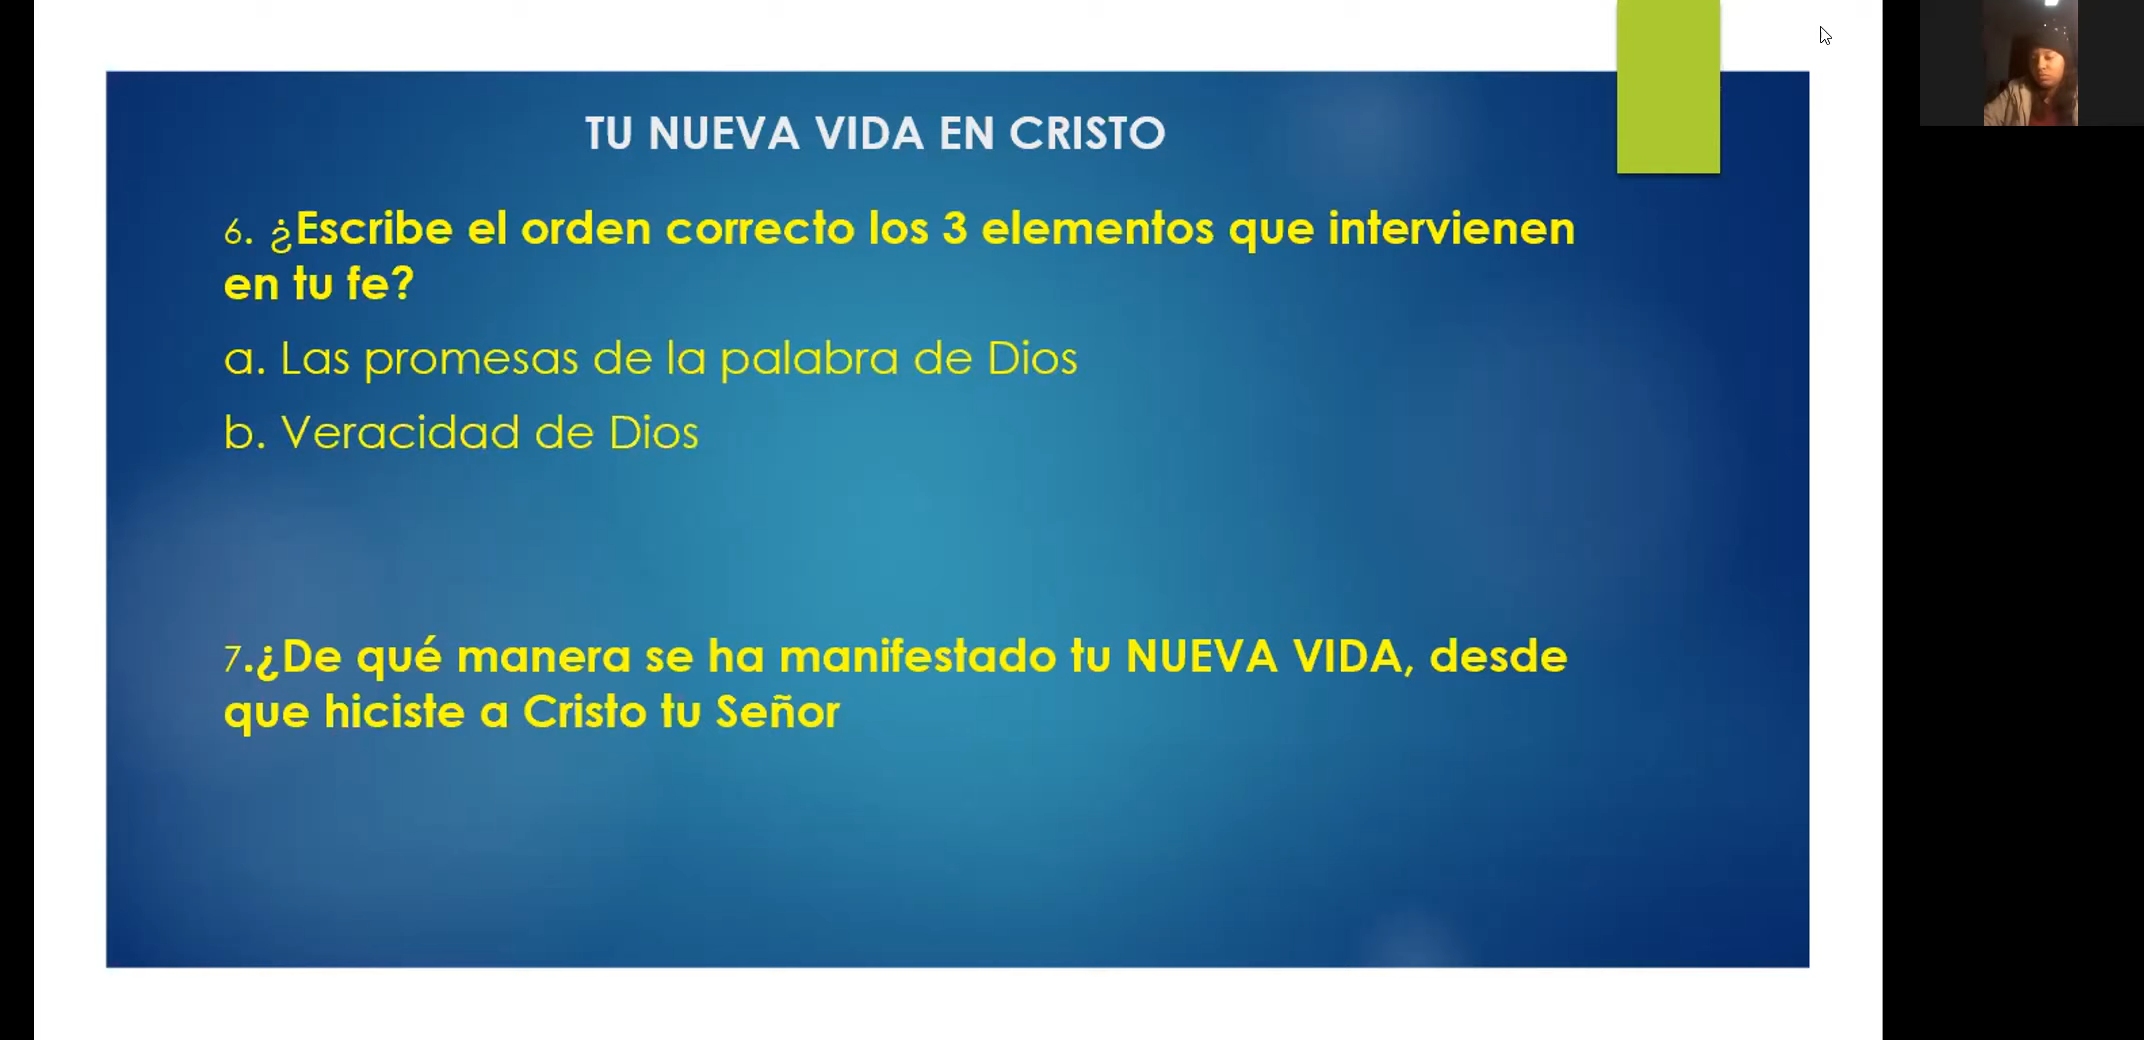 TU NUEVA VIDA EN CRISTO
6. ¿Escribe el orden correcto los 3 elementos que intervienen
en tu fe?
a. Las promesas de la palabra de Dios
b. Veracidad de Dios
7.¿De qué manera se ha manifestado tu NUEVA VIDA, desde
que hiciste a Cristo tu Señor